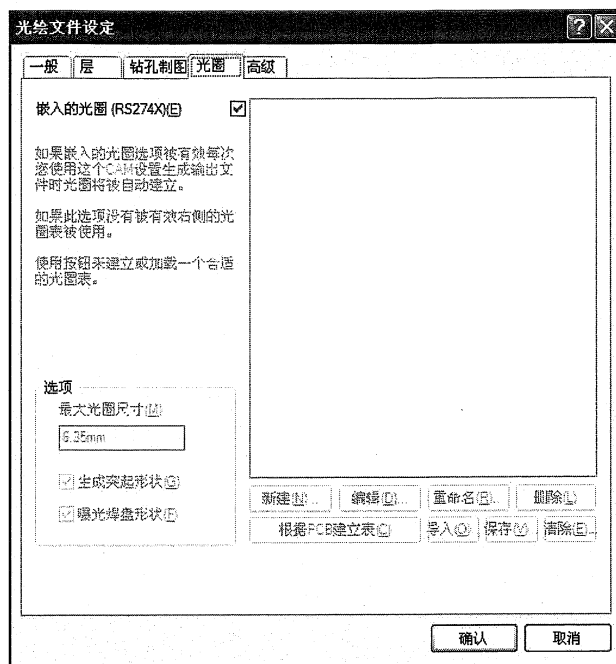 光绘文件设定
一般 层 钻孔制图 光圈 高级
嵌入的光圈 (RS274X)(E)
如果嵌入的光圈选项被有效每次
您使用这个CAM设置生成输出文
件时光圈将被自动建立。
如果此选项没有被有效右侧的光
圈表被使用。
使用按钮来建立或加载一个合适
的光圈表。
选项
最大光圈尺寸(M)
6.35mm
生成突起形状(G)
曝光焊盘形状(F)
新建(N)... 编辑(D)... 重命名(R)... 删除(L)
根据PCB建立表(C) 导入(O) 保存(V) 清除(E)...
确认 取消